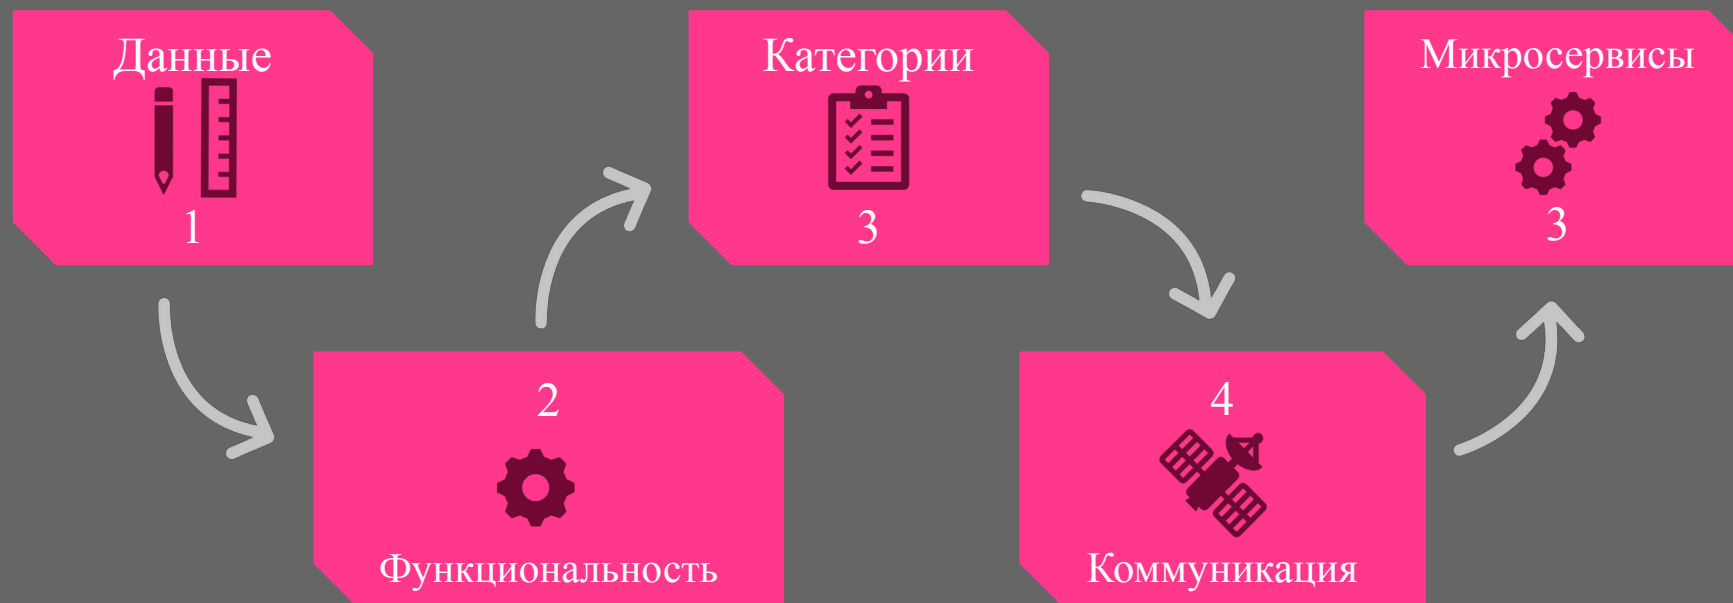 Данные
1
2
Функциональность
Категории
3
4
Коммуникация
Микросервисы
3